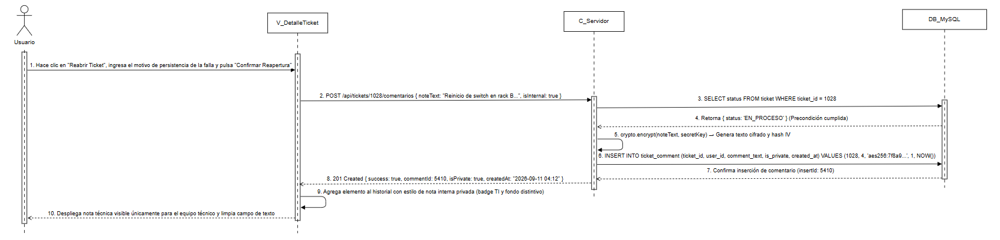 Usuario
V_DetalleTicket
C_Servidor
DB_MySQL
1. Hace clic en "Reabrir Ticket", ingresa el motivo de persistencia de la falla y pulsa "Confirmar Reapertura"
2. POST /api/tickets/1028/comentarios { noteText: "Reinicio de switch en rack B...", isInternal: true }
3. SELECT status FROM ticket WHERE ticket_id = 1028
4. Retorna { status: 'EN_PROCESO' } (Precondición cumplida)
5. crypto.encrypt(noteText, secretKey) → Genera texto cifrado y hash IV
6. INSERT INTO ticket_comment (ticket_id, user_id, comment_text, is_private, created_at) VALUES (1028, 4, 'aes256:7f8a9...', 1, NOW())
7. Confirma inserción de comentario (insertId: 5410)
8. 201 Created { success: true, commentId: 5410, isPrivate: true, createdAt: "2026-09-11 04:12" }
9. Agrega elemento al historial con estilo de nota interna privada (badge TI y fondo distintivo)
10. Despliega nota técnica visible únicamente para el equipo técnico y limpia campo de texto